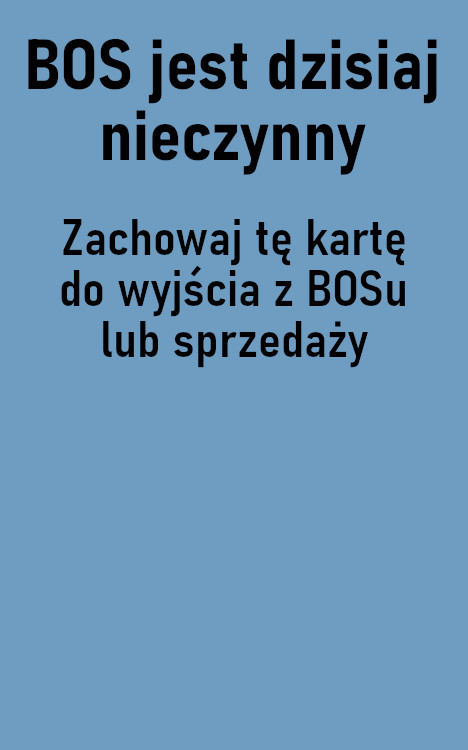 BOS jest dzisiaj
nieczynny
Zachowaj tę kartę
do wyjścia z BOSu
lub sprzedaży